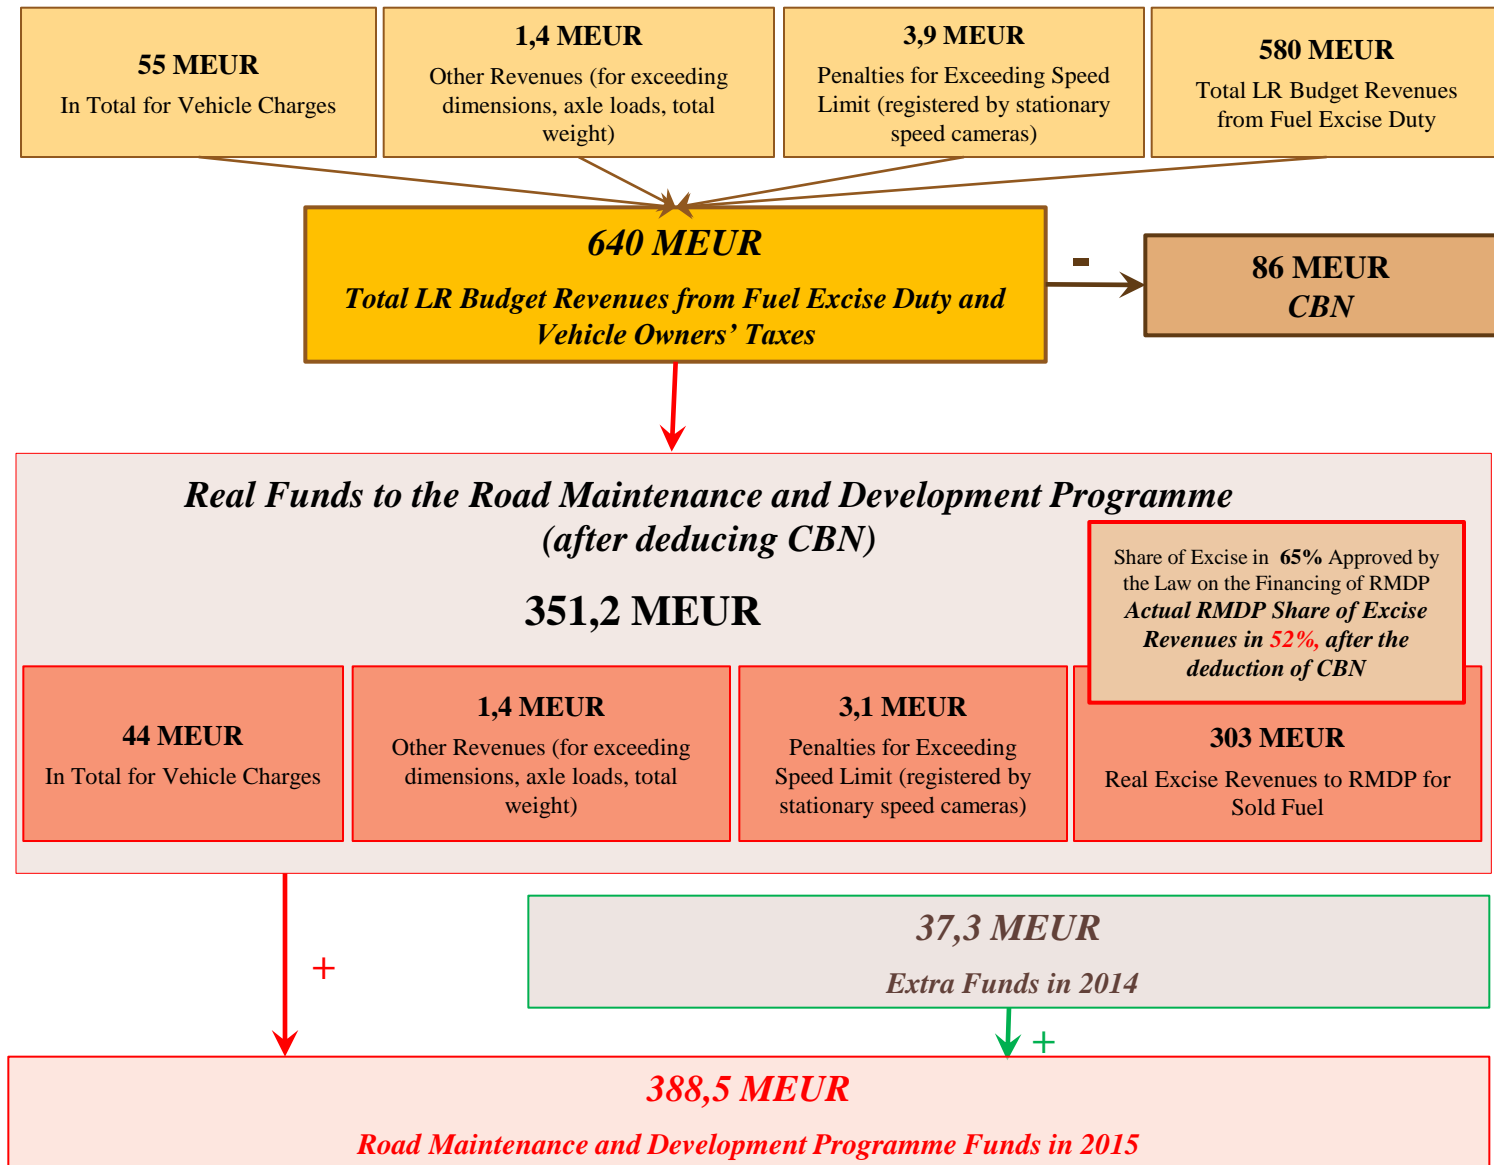 55 MEUR
In Total for Vehicle Charges
1,4 MEUR
Other Revenues (for exceeding
dimensions, axle loads, total
weight)
3,9 MEUR
Penalties for Exceeding Speed
Limit (registered by stationary
speed cameras)
580 MEUR
Total LR Budget Revenues
from Fuel Excise Duty
640 MEUR
Total LR Budget Revenues from Fuel Excise Duty and
Vehicle Owners’ Taxes
-
86 MEUR
CBN
Real Funds to the Road Maintenance and Development Programme
(after deducing CBN)
351,2 MEUR
Share of Excise in 65% Approved by
the Law on the Financing of RMDP
Actual RMDP Share of Excise
Revenues in 52%, after the
deduction of CBN
44 MEUR
In Total for Vehicle Charges
1,4 MEUR
Other Revenues (for exceeding
dimensions, axle loads, total
weight)
3,1 MEUR
Penalties for Exceeding
Speed Limit (registered by
stationary speed cameras)
303 MEUR
Real Excise Revenues to RMDP for
Sold Fuel
37,3 MEUR
Extra Funds in 2014
+
+
388,5 MEUR
Road Maintenance and Development Programme Funds in 2015